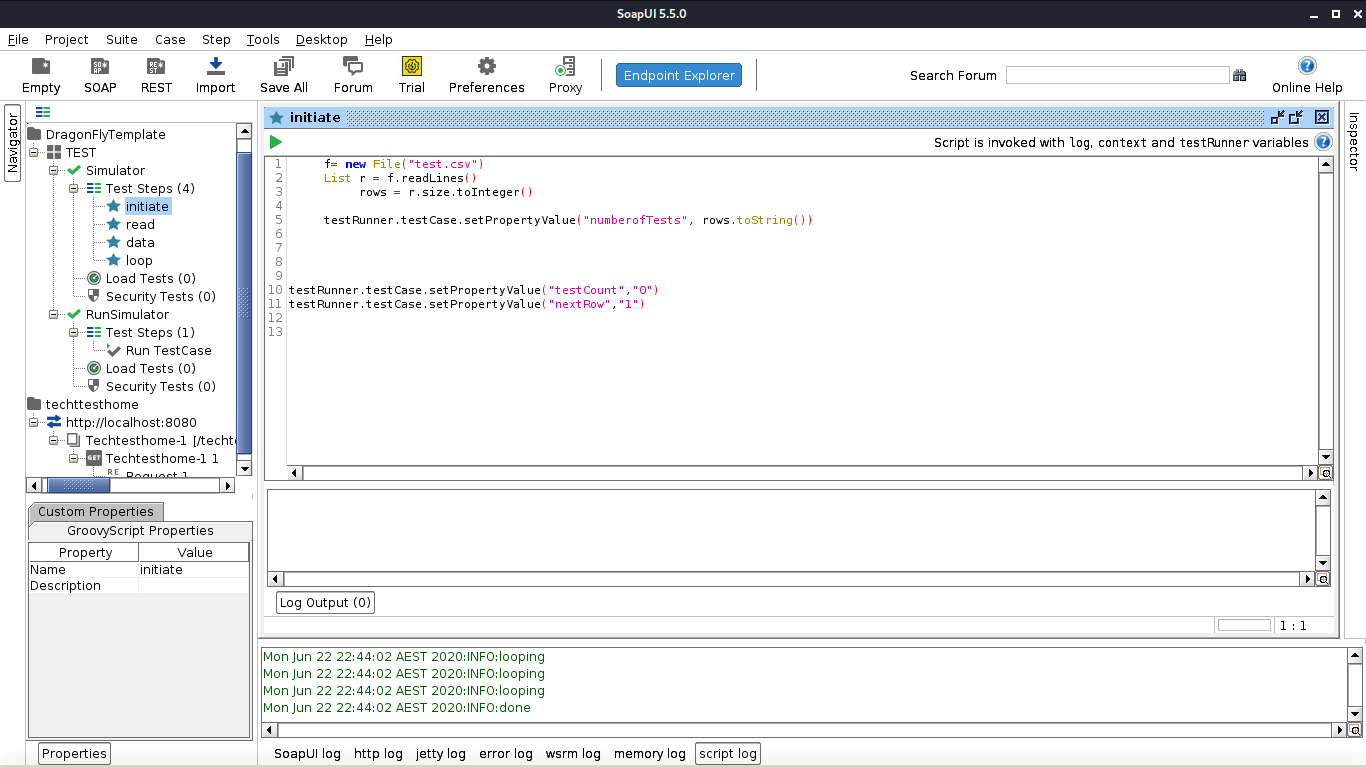 SoapUI 5.5.0
File Project Suite Case Step Tools Desktop Help
Empty SOAP REST Import Save All Forum Trial Preferences Proxy Endpoint Explorer Search Forum Online Help
Navigator
DragonFlyTemplate
TEST
Simulator
Test Steps (4)
initiate
read
data
loop
Load Tests (0)
Security Tests (0)
RunSimulator
Test Steps (1)
Run TestCase
Load Tests (0)
Security Tests (0)
techttesthome
http://localhost:8080
Techtesthome-1 [/techte
GET Techtesthome-1 1
RE Request 1
Custom Properties
GroovyScript Properties
Property Value
Name initiate
Description
Properties
initiate
Script is invoked with log, context and testRunner variables
1 f= new File("test.csv")
2 List r = f.readLines()
3 rows = r.size.toInteger()
4
5 testRunner.testCase.setPropertyValue("numberofTests", rows.toString())
6
7
8
9
10 testRunner.testCase.setPropertyValue("testCount","0")
11 testRunner.testCase.setPropertyValue("nextRow","1")
12
13
Log Output (0)
1 : 1
Inspector
Mon Jun 22 22:44:02 AEST 2020:INFO:looping
Mon Jun 22 22:44:02 AEST 2020:INFO:looping
Mon Jun 22 22:44:02 AEST 2020:INFO:looping
Mon Jun 22 22:44:02 AEST 2020:INFO:done
SoapUI log http log jetty log error log wsrm log memory log script log